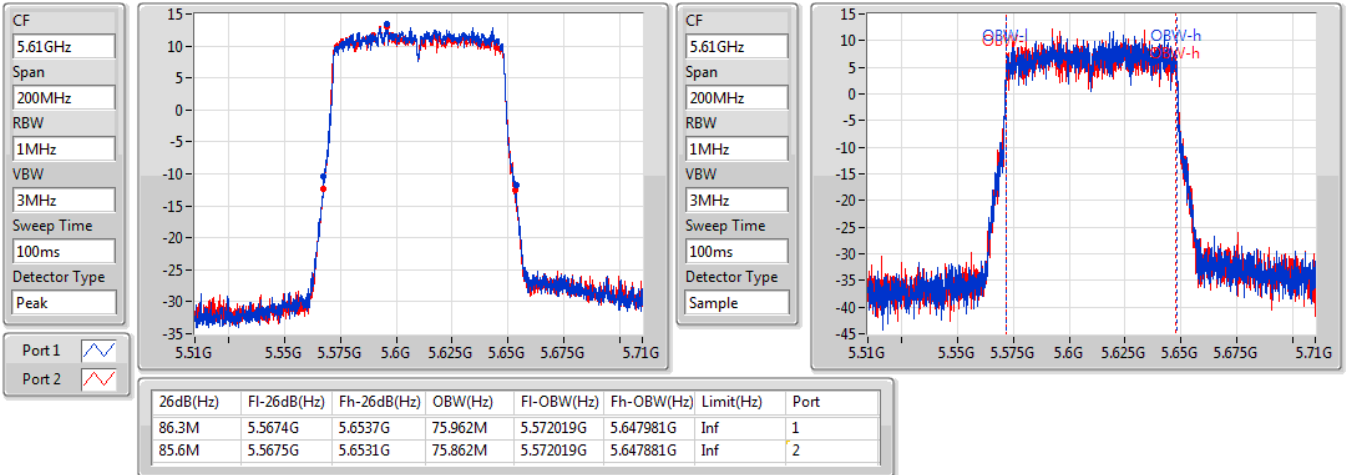 CF
5.61GHz
Span
200MHz
RBW
1MHz
VBW
3MHz
Sweep Time
100ms
Detector Type
Peak
Port 1
Port 2
15
10
5
0
-5
-10
-15
-20
-25
-30
-35
5.51G 5.55G 5.575G 5.6G 5.625G 5.65G 5.675G 5.71G
CF
5.61GHz
Span
200MHz
RBW
1MHz
VBW
3MHz
Sweep Time
100ms
Detector Type
Sample
15
10
5
0
-5
-10
-15
-20
-25
-30
-35
-40
-45
OBW-l OBW-h
OBW-h
5.51G 5.55G 5.575G 5.6G 5.625G 5.65G 5.675G 5.71G
26dB(Hz) Fl-26dB(Hz) Fh-26dB(Hz) OBW(Hz) Fl-OBW(Hz) Fh-OBW(Hz) Limit(Hz) Port
86.3M 5.5674G 5.6537G 75.962M 5.572019G 5.647981G Inf 1
85.6M 5.5675G 5.6531G 75.862M 5.572019G 5.647881G Inf 2